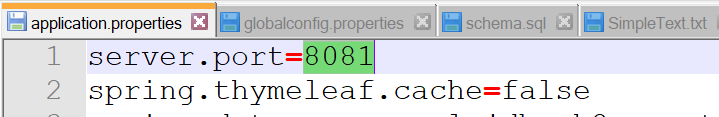 application.properties globalconfig.properties schema.sql SimpleText.txt
1 server.port=8081
2 spring.thymeleaf.cache=false